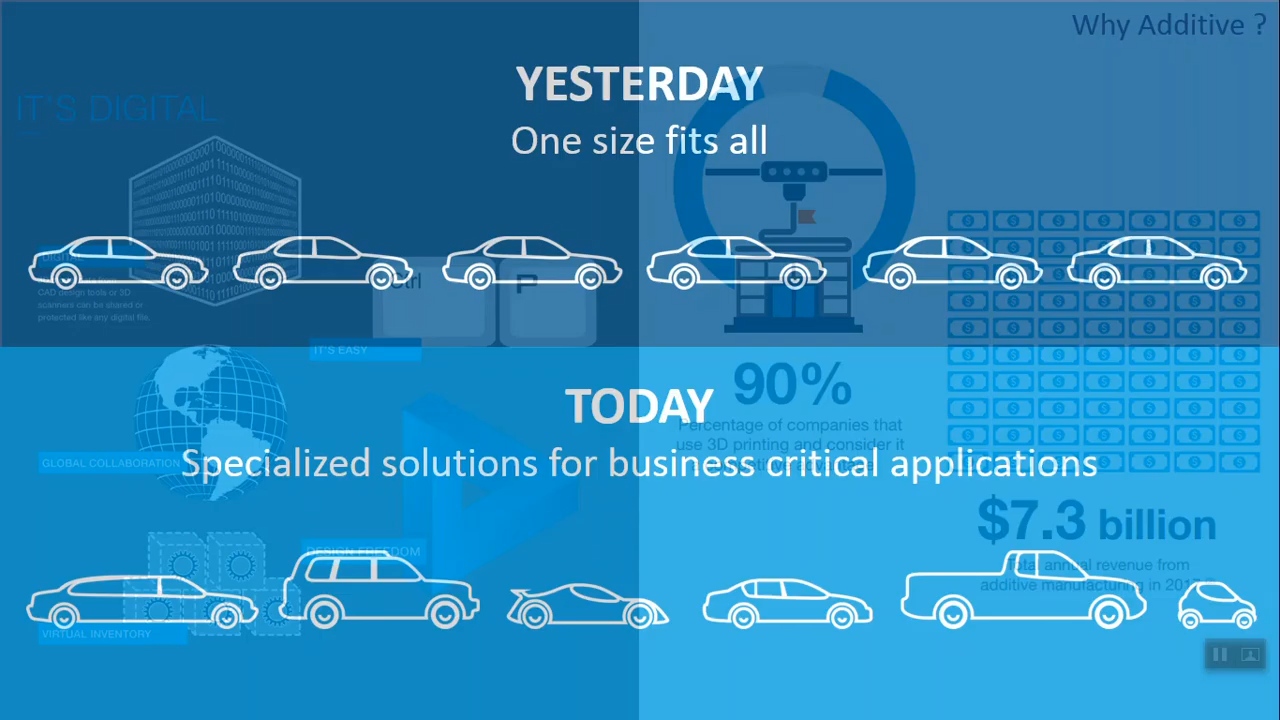 Why Additive ?
YESTERDAY
One size fits all
IT'S DIGITAL
CAD design tools or 3D
scanners can be shared or
protected like any digital file.
Ctrl
P
IT'S EASY
90%
Percentage of companies that
use 3D printing and consider it
TODAY
Specialized solutions for business critical applications
GLOBAL COLLABORATION
$7.3 billion
Total annual revenue from
additive manufacturing in
DESIGN FREEDOM
VIRTUAL INVENTORY